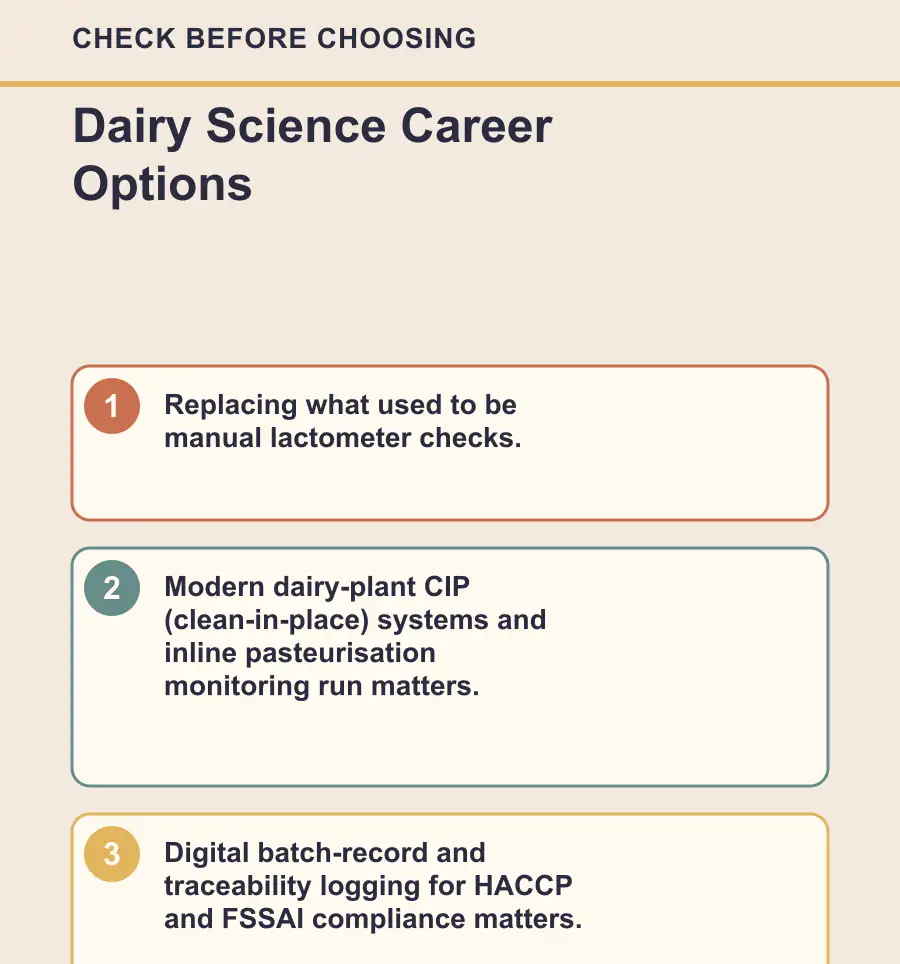 CHECK BEFORE CHOOSING
Dairy Science Career
Options
1
Replacing what used to be
manual lactometer checks.
2
Modern dairy-plant CIP
(clean-in-place) systems and
inline pasteurisation
monitoring run matters.
3
Digital batch-record and
traceability logging for HACCP
and FSSAI compliance matters.